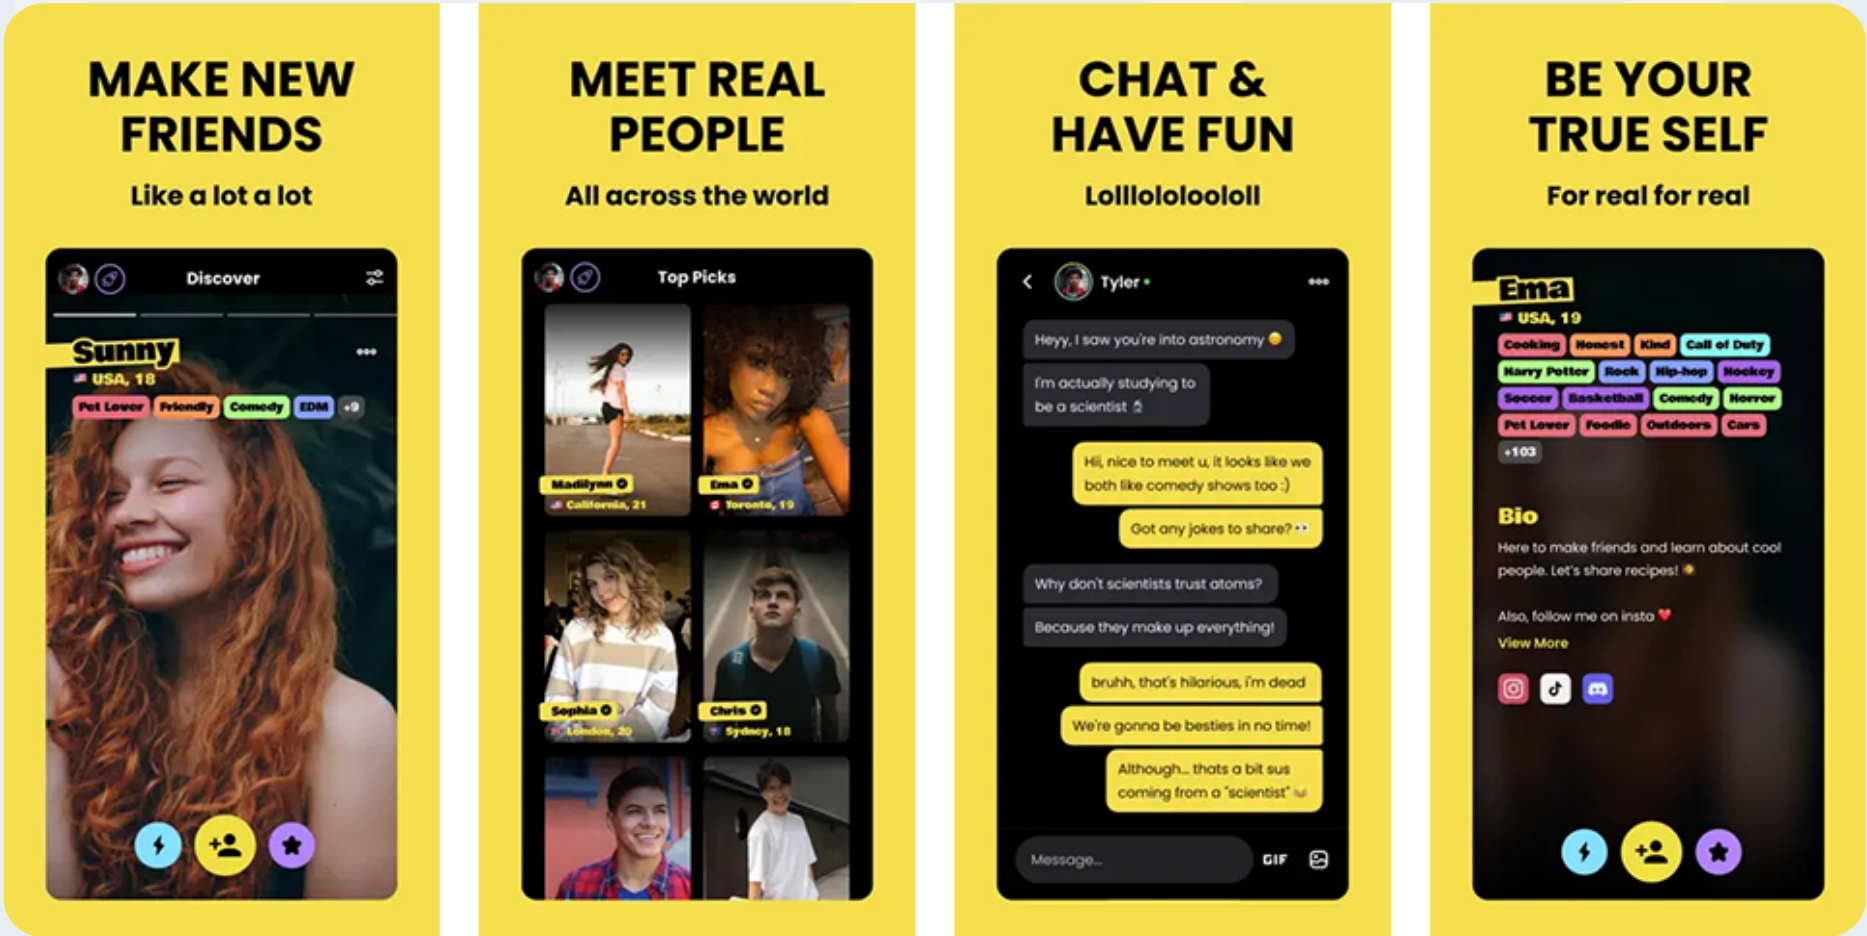 MAKE NEW
FRIENDS
Like a lot a lot
Discover
Sunny
USA, 18
Pet Lover Friendly Comedy EDM +9
MEET REAL
PEOPLE
All across the world
Top Picks
Madilynn
California, 21
Ema
Toronto, 19
Sophia
London, 20
Chris
Sydney, 18
CHAT &
HAVE FUN
Lolllololoololl
Tyler
Heyy, I saw you're into astronomy
I'm actually studying to
be a scientist
Hii, nice to meet u, it looks like we
both like comedy shows too :)
Got any jokes to share?
Why don't scientists trust atoms?
Because they make up everything!
bruhh, that's hilarious, i'm dead
We're gonna be besties in no time!
Although... thats a bit sus
coming from a "scientist"
Message...
GIF
BE YOUR
TRUE SELF
For real for real
Ema
USA, 19
Cooking Honest Kind Call of Duty
Harry Potter Rock Hip-hop Hockey
Soccer Basketball Comedy Horror
Pet Lover Foodie Outdoors Cars
+103
Bio
Here to make friends and learn about cool
people. Let's share recipes!
Also, follow me on insta
View More